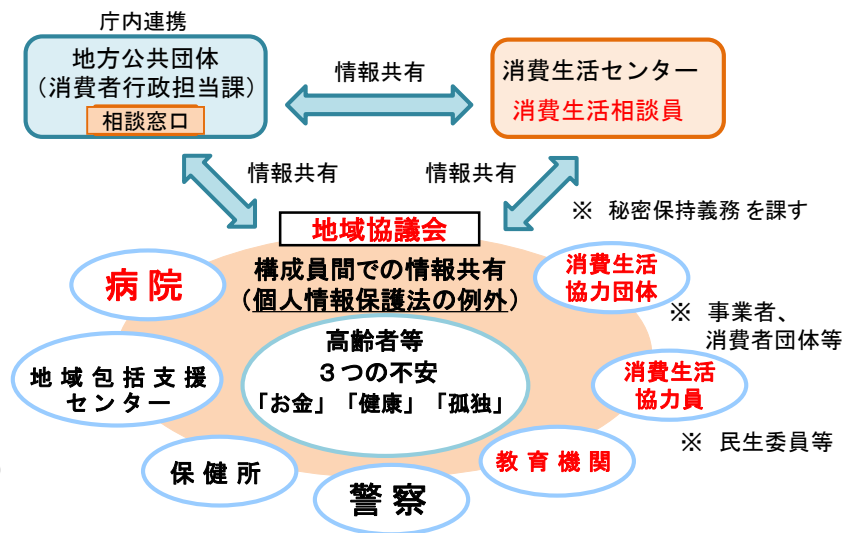 庁内連携
地方公共団体
(消費者行政担当課)
相談窓口
情報共有
消費生活センター
消費生活相談員
情報共有
情報共有
※ 秘密保持義務を課す
地域協議会
構成員間での情報共有
(個人情報保護法の例外)
病院
消費生活
協力団体
※ 事業者、
消費者団体等
高齢者等
3つの不安
「お金」「健康」「孤独」
地域包括支援
センター
消費生活
協力員
※ 民生委員等
保健所
教育機関
警察